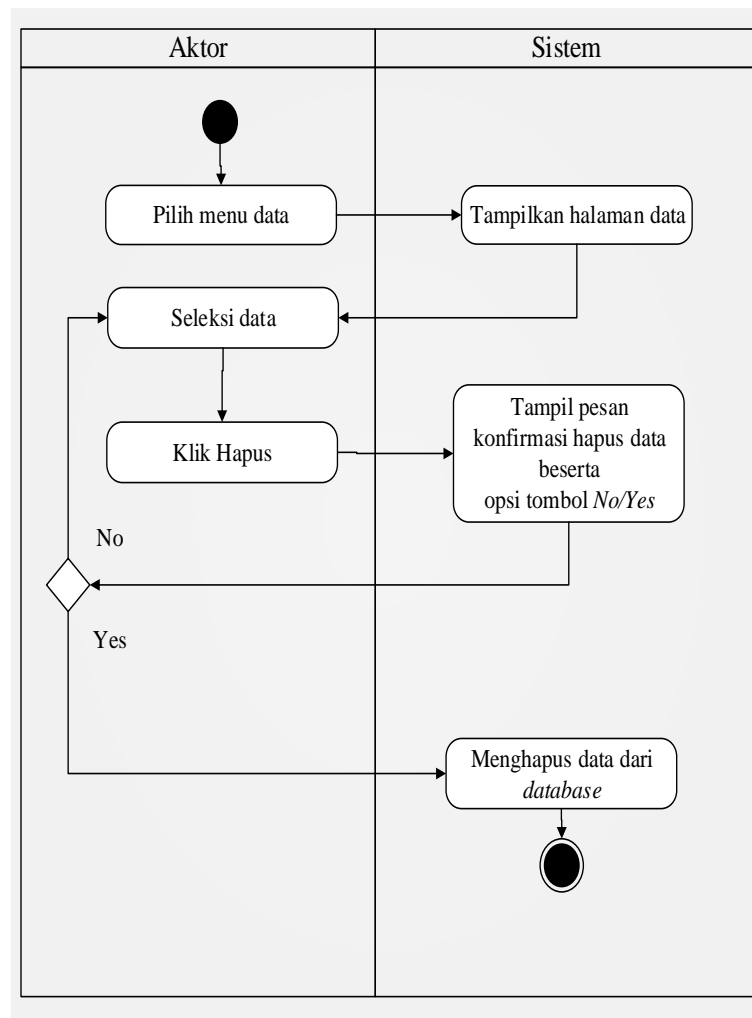 Aktor
Sistem
Pilih menu data
Tampilkan halaman data
Seleksi data
Klik Hapus
Tampil pesan
konfirmasi hapus data
beserta
opsi tombol No/Yes
No
Yes
Menghapus data dari
database